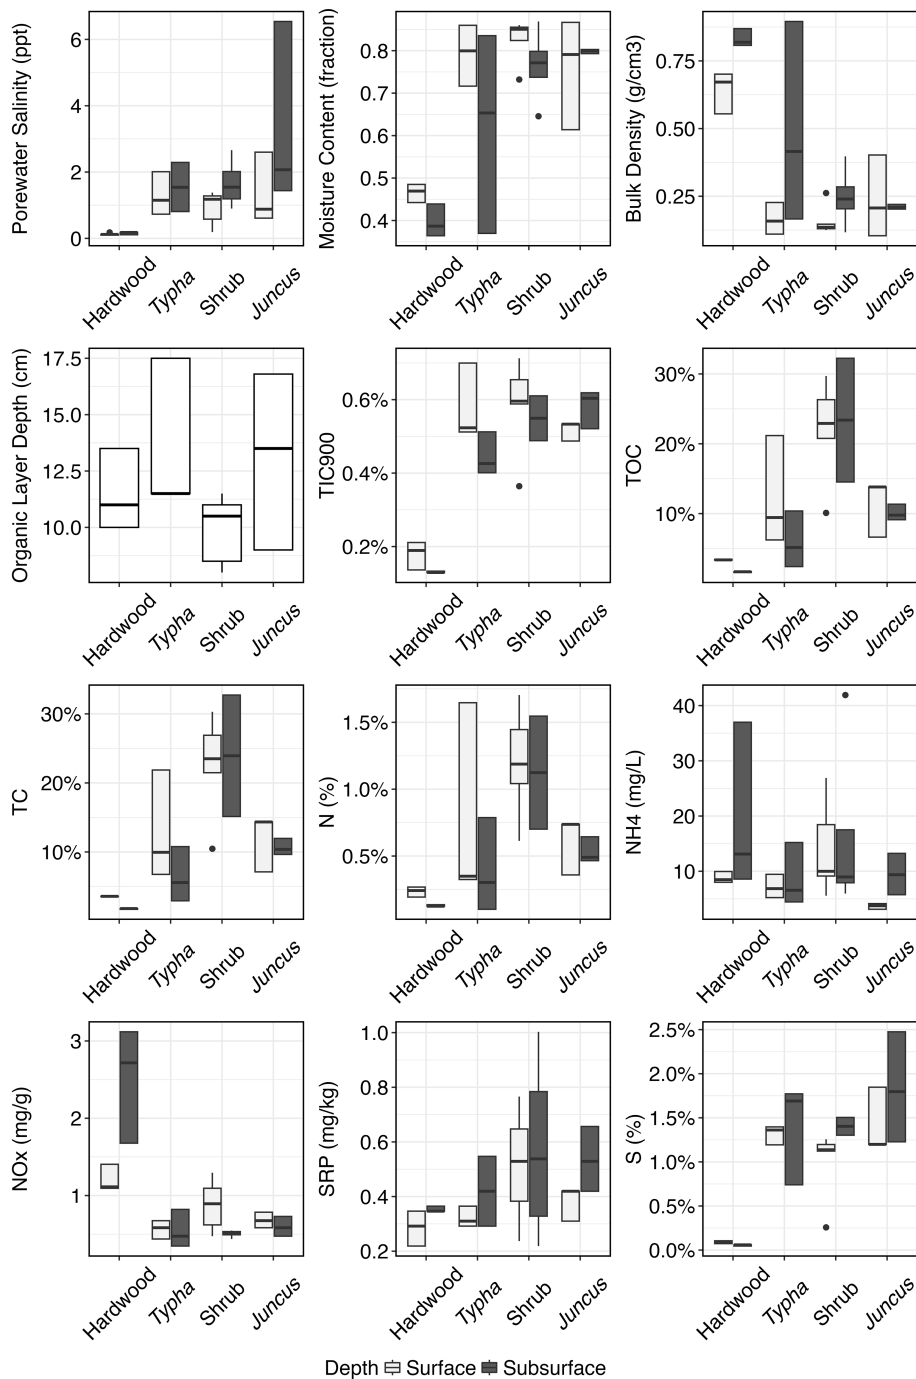 Porewater Salinity (ppt)
6
4
2
0
Hardwood
Typha
Shrub
Juncus
Moisture Content (fraction)
0.8
0.7
0.6
0.5
0.4
Hardwood
Typha
Shrub
Juncus
Bulk Density (g/cm3)
0.75
0.50
0.25
Hardwood
Typha
Shrub
Juncus
Organic Layer Depth (cm)
17.5
15.0
12.5
10.0
Hardwood
Typha
Shrub
Juncus
TIC900
0.6%
0.4%
0.2%
Hardwood
Typha
Shrub
Juncus
TOC
30%
20%
10%
Hardwood
Typha
Shrub
Juncus
TC
30%
20%
10%
Hardwood
Typha
Shrub
Juncus
N (%)
1.5%
1.0%
0.5%
Hardwood
Typha
Shrub
Juncus
NH4 (mg/L)
40
30
20
10
Hardwood
Typha
Shrub
Juncus
NOx (mg/g)
3
2
1
Hardwood
Typha
Shrub
Juncus
SRP (mg/kg)
1.0
0.8
0.6
0.4
0.2
Hardwood
Typha
Shrub
Juncus
S (%)
2.5%
2.0%
1.5%
1.0%
0.5%
0.0%
Hardwood
Typha
Shrub
Juncus
Depth Surface Subsurface